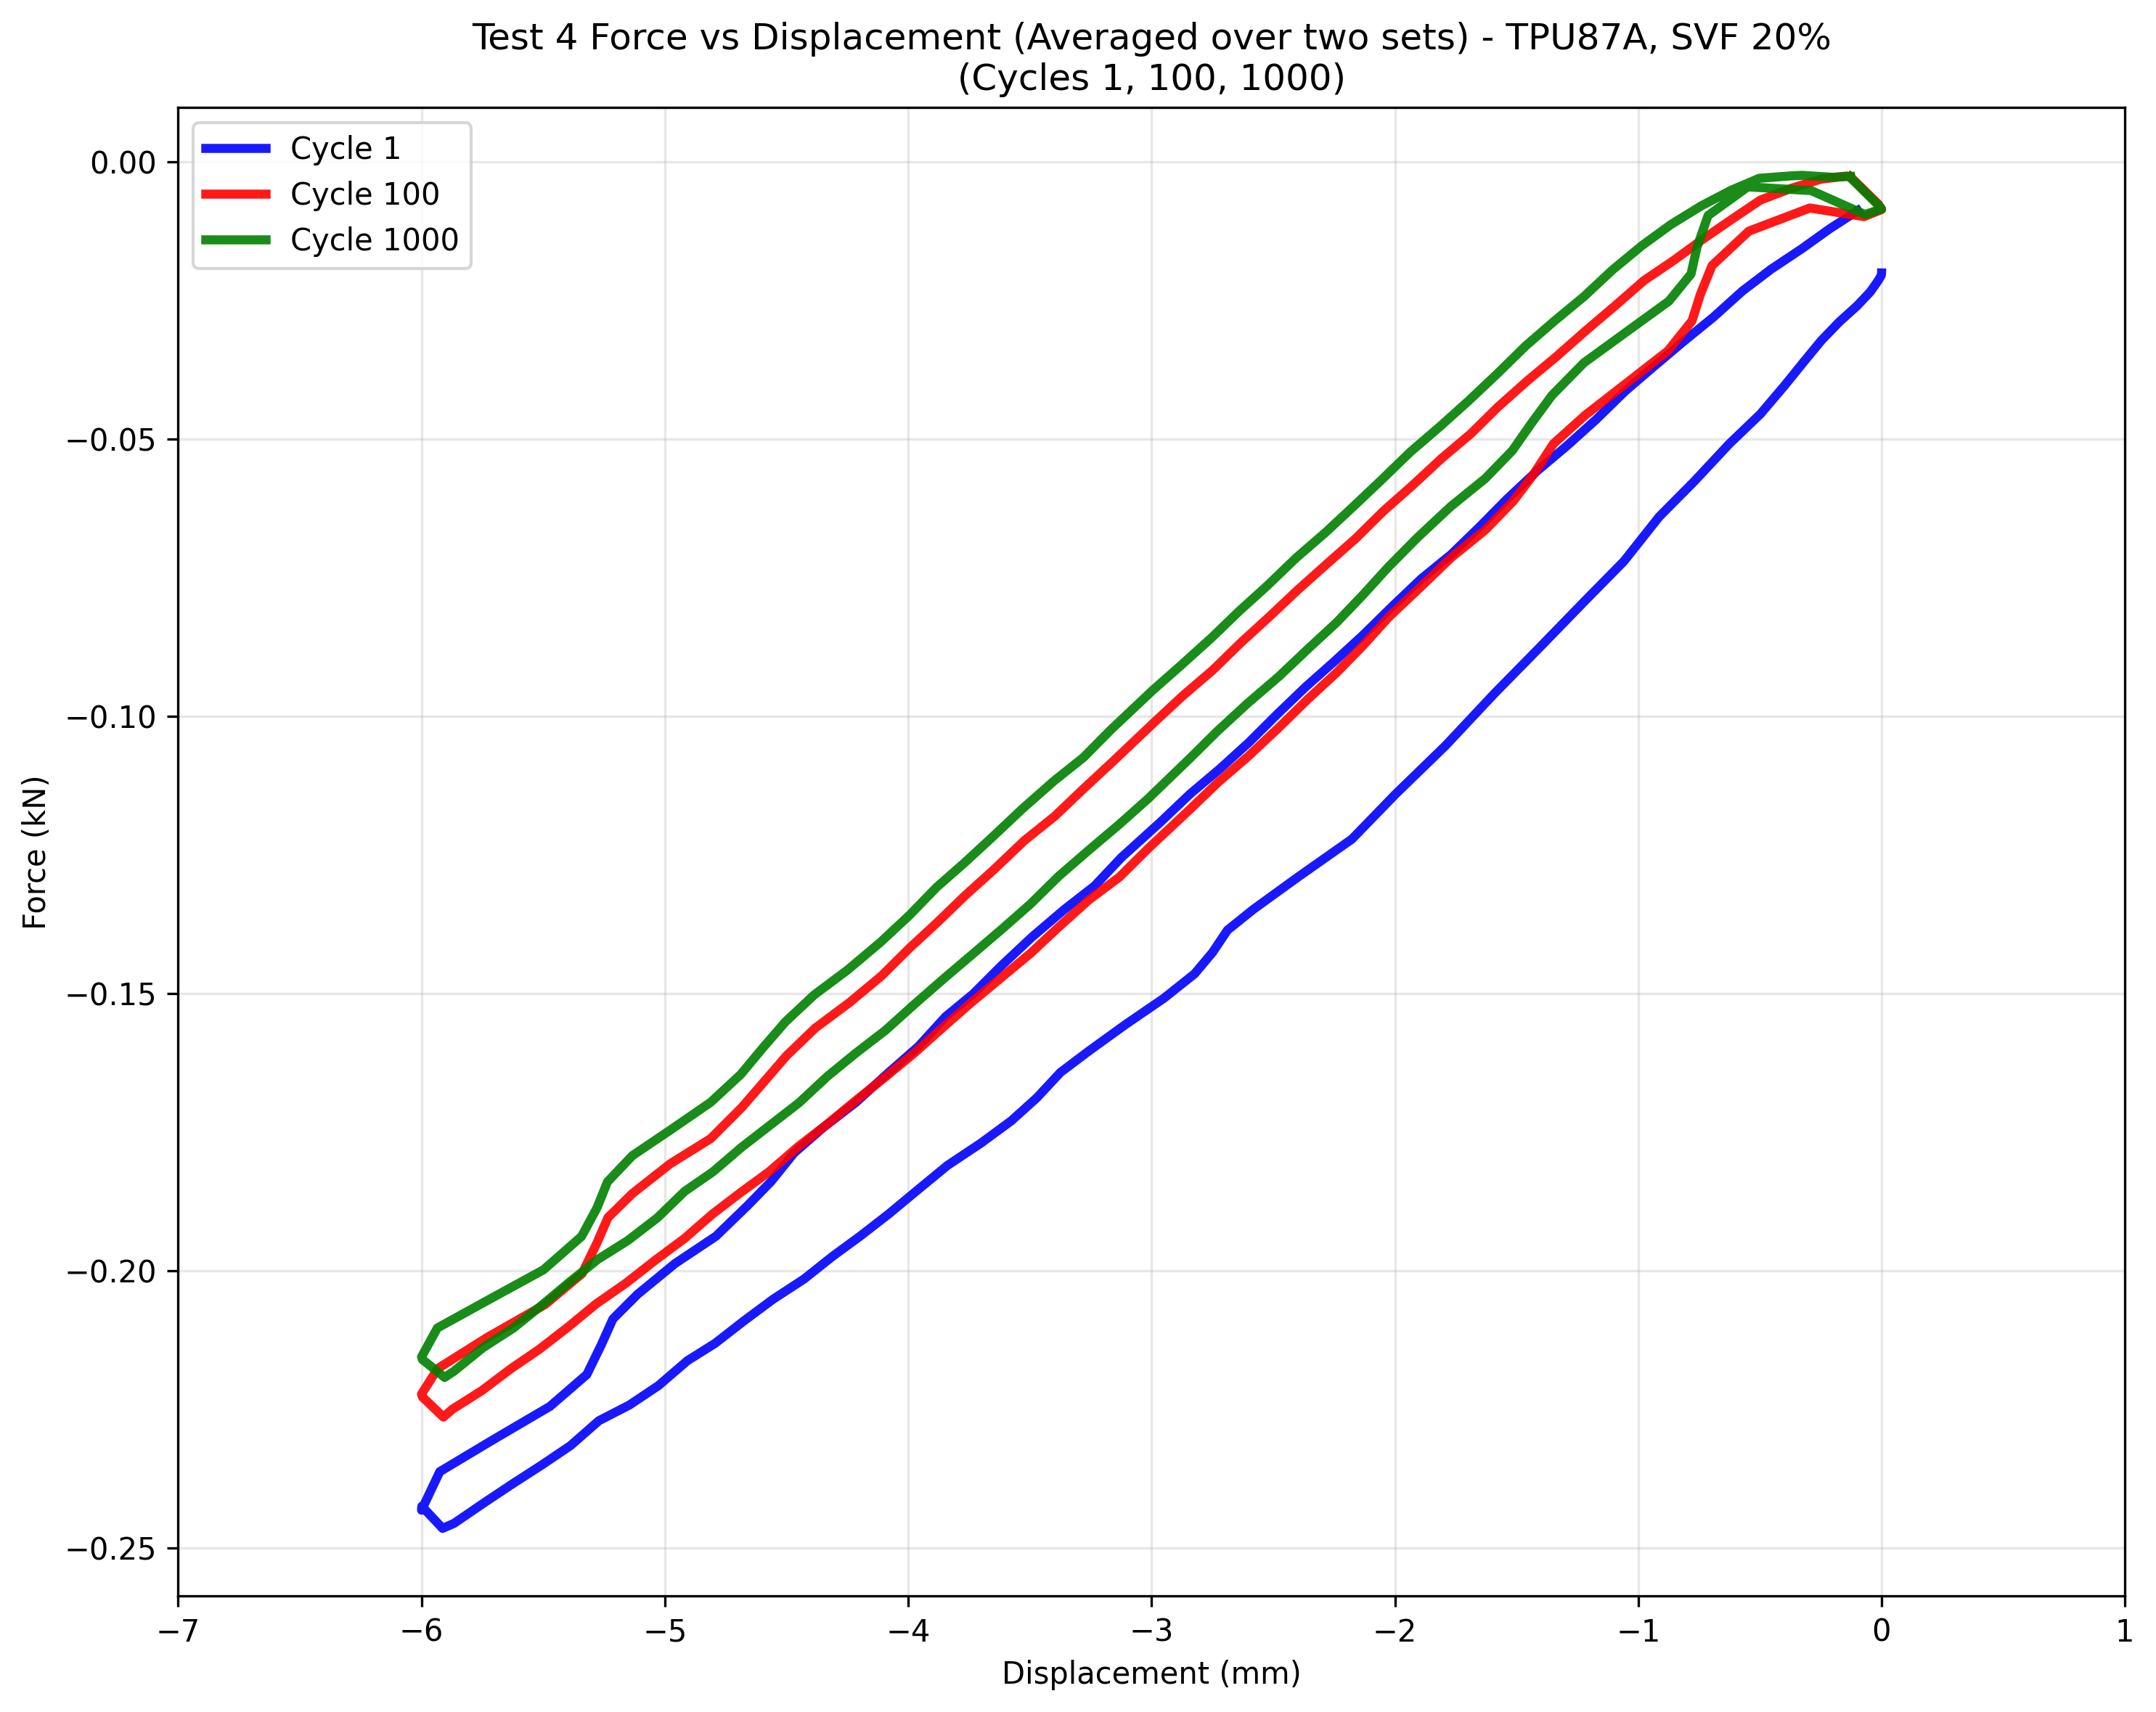 Test 4 Force vs Displacement (Averaged over two sets) - TPU87A, SVF 20%
(Cycles 1, 100, 1000)
Cycle 1
Cycle 100
Cycle 1000
0.00
−0.05
−0.10
−0.15
−0.20
−0.25
Force (kN)
−7
−6
−5
−4
−3
−2
−1
0
1
Displacement (mm)